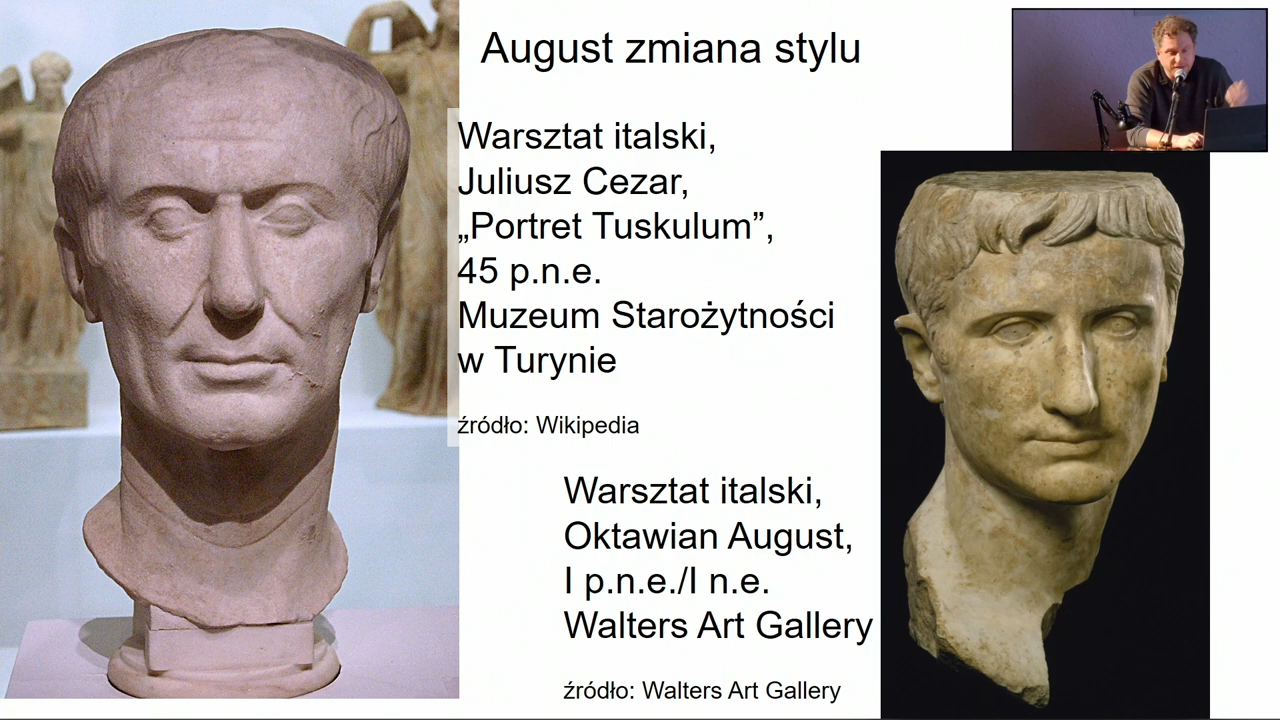 August zmiana stylu
Warsztat italski,
Juliusz Cezar,
„Portret Tuskulum”,
45 p.n.e.
Muzeum Starożytności
w Turynie
źródło: Wikipedia
Warsztat italski,
Oktawian August,
I p.n.e./I n.e.
Walters Art Gallery
źródło: Walters Art Gallery